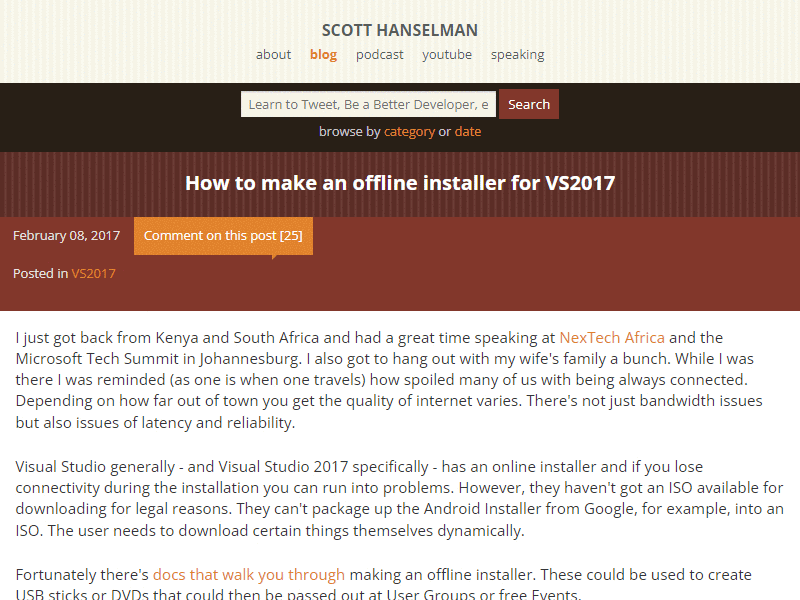 SCOTT HANSELMAN
about blog podcast youtube speaking
Learn to Tweet, Be a Better Developer, e Search
browse by category or date
How to make an offline installer for VS2017
February 08, 2017 Comment on this post [25]
Posted in VS2017
I just got back from Kenya and South Africa and had a great time speaking at NexTech Africa and the
Microsoft Tech Summit in Johannesburg. I also got to hang out with my wife's family a bunch. While I was
there I was reminded (as one is when one travels) how spoiled many of us with being always connected.
Depending on how far out of town you get the quality of internet varies. There's not just bandwidth issues
but also issues of latency and reliability.
Visual Studio generally - and Visual Studio 2017 specifically - has an online installer and if you lose
connectivity during the installation you can run into problems. However, they haven't got an ISO available for
downloading for legal reasons. They can't package up the Android Installer from Google, for example, into an
ISO. The user needs to download certain things themselves dynamically.
Fortunately there's docs that walk you through making an offline installer. These could be used to create
USB sticks or DVDs that could then be passed out at User Groups or free Events.